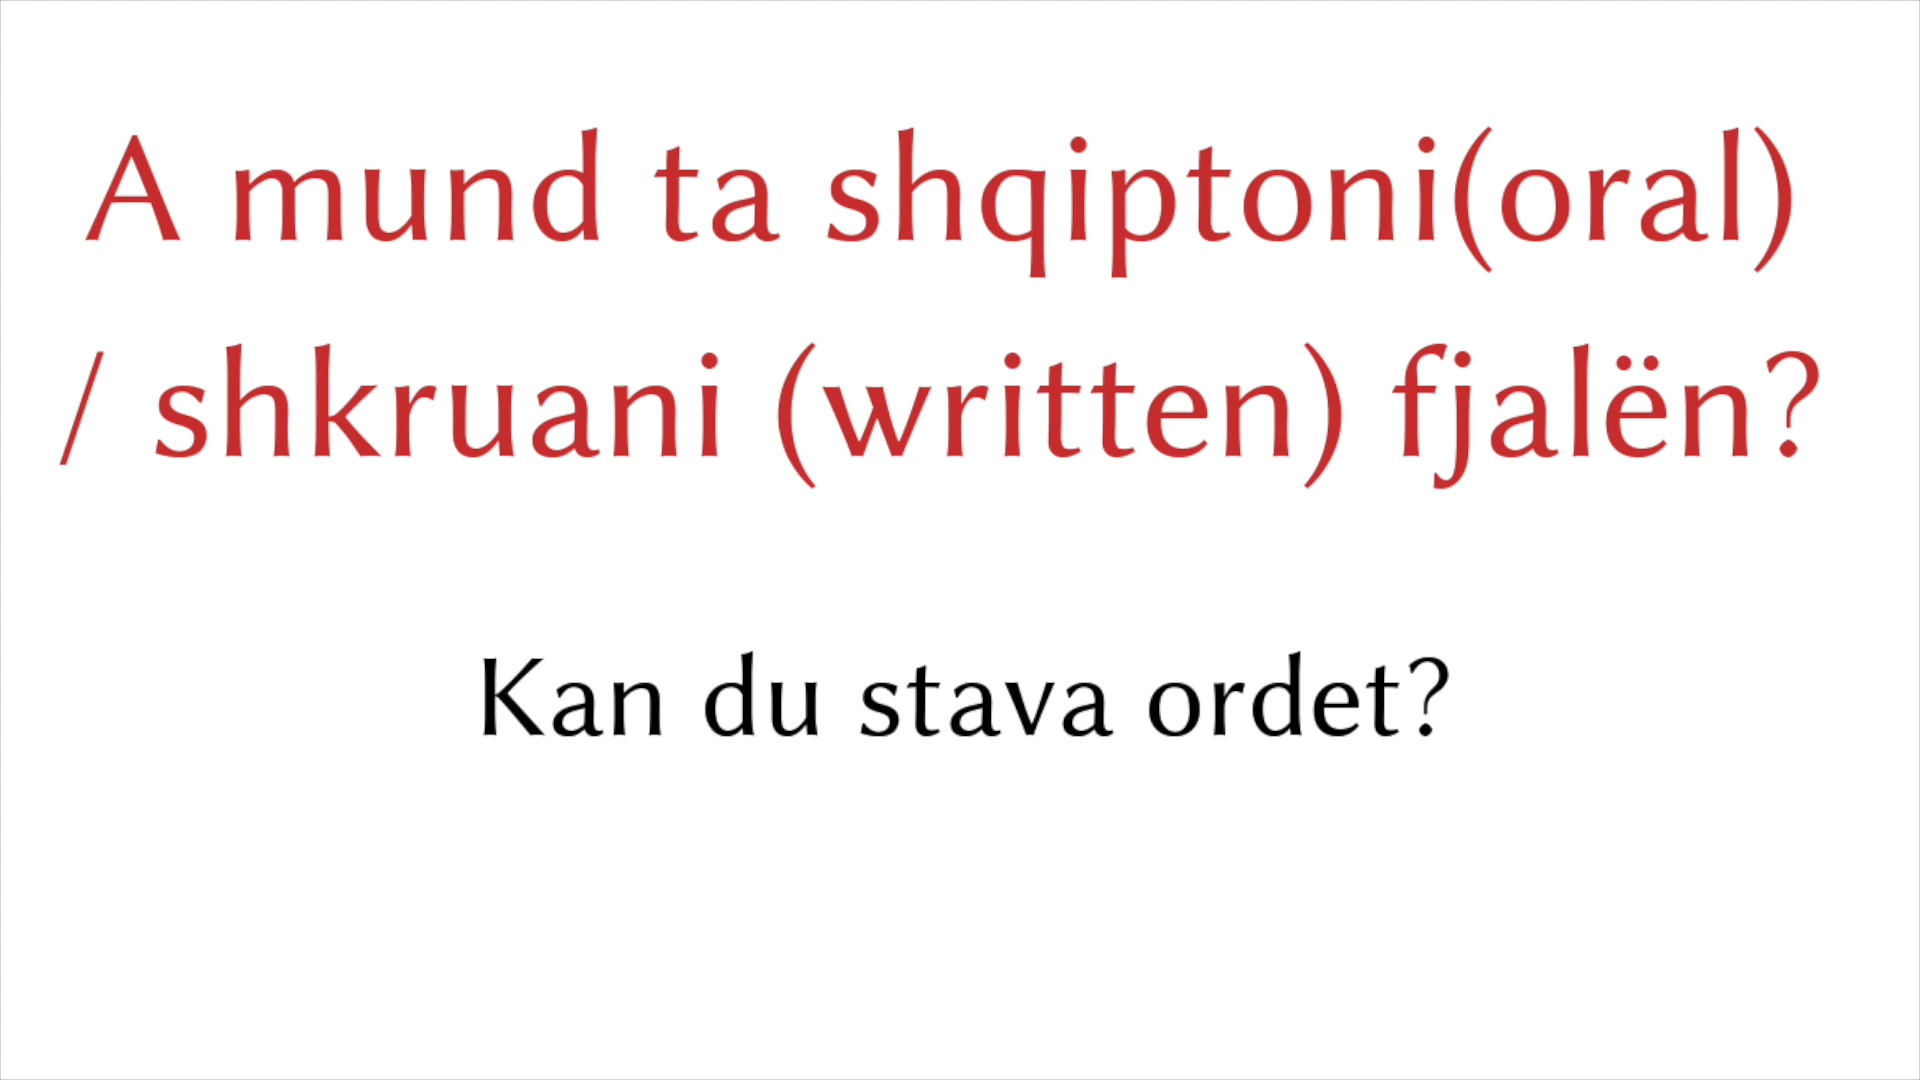 A mund ta shqiptoni(oral)
/ shkruani (written) fjalën?
Kan du stava ordet?